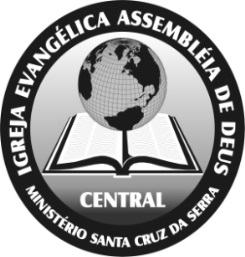 IGREJA EVANGÉLICA ASSEMBLÉIA DE DEUS
CENTRAL
MINISTÉRIO SANTA CRUZ DA SERRA